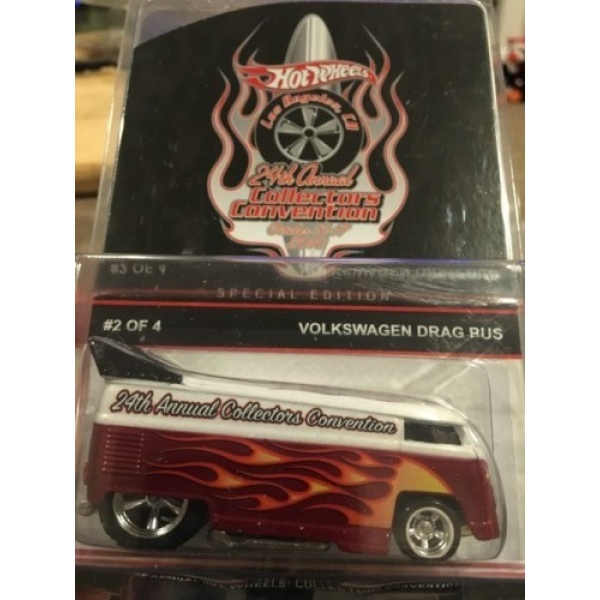 HOT WHEELS
Los Angeles, CA
24th Annual
Collectors
Convention
SPECIAL EDITION
#2 OF 4 VOLKSWAGEN DRAG BUS
24th Annual Collectors Convention